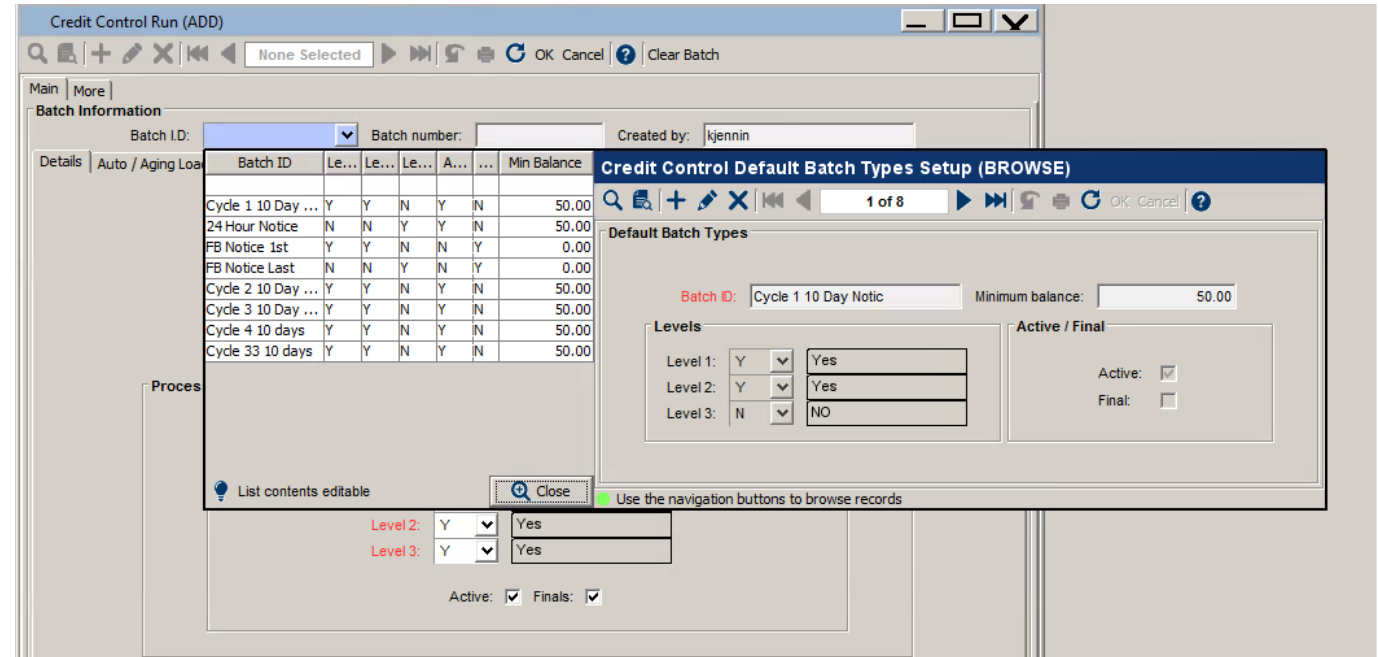 Credit Control Run (ADD)
None Selected OK Cancel Clear Batch
Main More
Batch Information
Batch I.D: Batch number: Created by: kjennin
Details Auto / Aging Loa
Batch ID Le... Le... Le... A... ... Min Balance
Cycle 1 10 Day ... Y Y N Y N 50.00
24 Hour Notice N N Y Y N 50.00
FB Notice 1st Y Y N N Y 0.00
FB Notice Last N N Y N Y 0.00
Cycle 2 10 Day ... Y Y N Y N 50.00
Cycle 3 10 Day ... Y Y N Y N 50.00
Cycle 4 10 days Y Y N Y N 50.00
Cycle 33 10 days Y Y N Y N 50.00
List contents editable Close
Credit Control Default Batch Types Setup (BROWSE)
1 of 8 OK Cancel
Default Batch Types
Batch ID: Cycle 1 10 Day Notic Minimum balance: 50.00
Levels Active / Final
Level 1: Y Yes
Level 2: Y Yes
Level 3: N NO
Active:
Final:
Use the navigation buttons to browse records
Proces
Level 2: Y Yes
Level 3: Y Yes
Active: Finals: